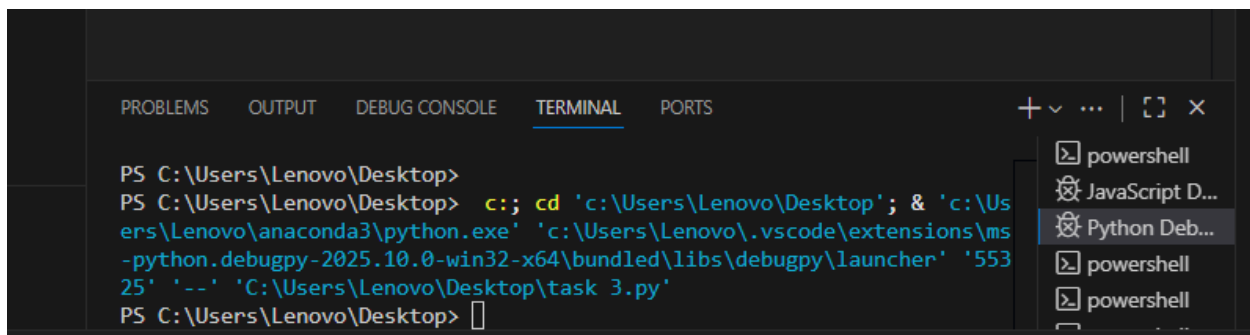 PROBLEMS OUTPUT DEBUG CONSOLE TERMINAL PORTS
PS C:\Users\Lenovo\Desktop>
PS C:\Users\Lenovo\Desktop>  c:; cd 'c:\Users\Lenovo\Desktop'; & 'c:\Us
ers\Lenovo\anaconda3\python.exe' 'c:\Users\Lenovo\.vscode\extensions\ms
-python.debugpy-2025.10.0-win32-x64\bundled\libs\debugpy\launcher' '553
25' '--' 'C:\Users\Lenovo\Desktop\task 3.py'
PS C:\Users\Lenovo\Desktop>
powershell
JavaScript D...
Python Deb...
powershell
powershell